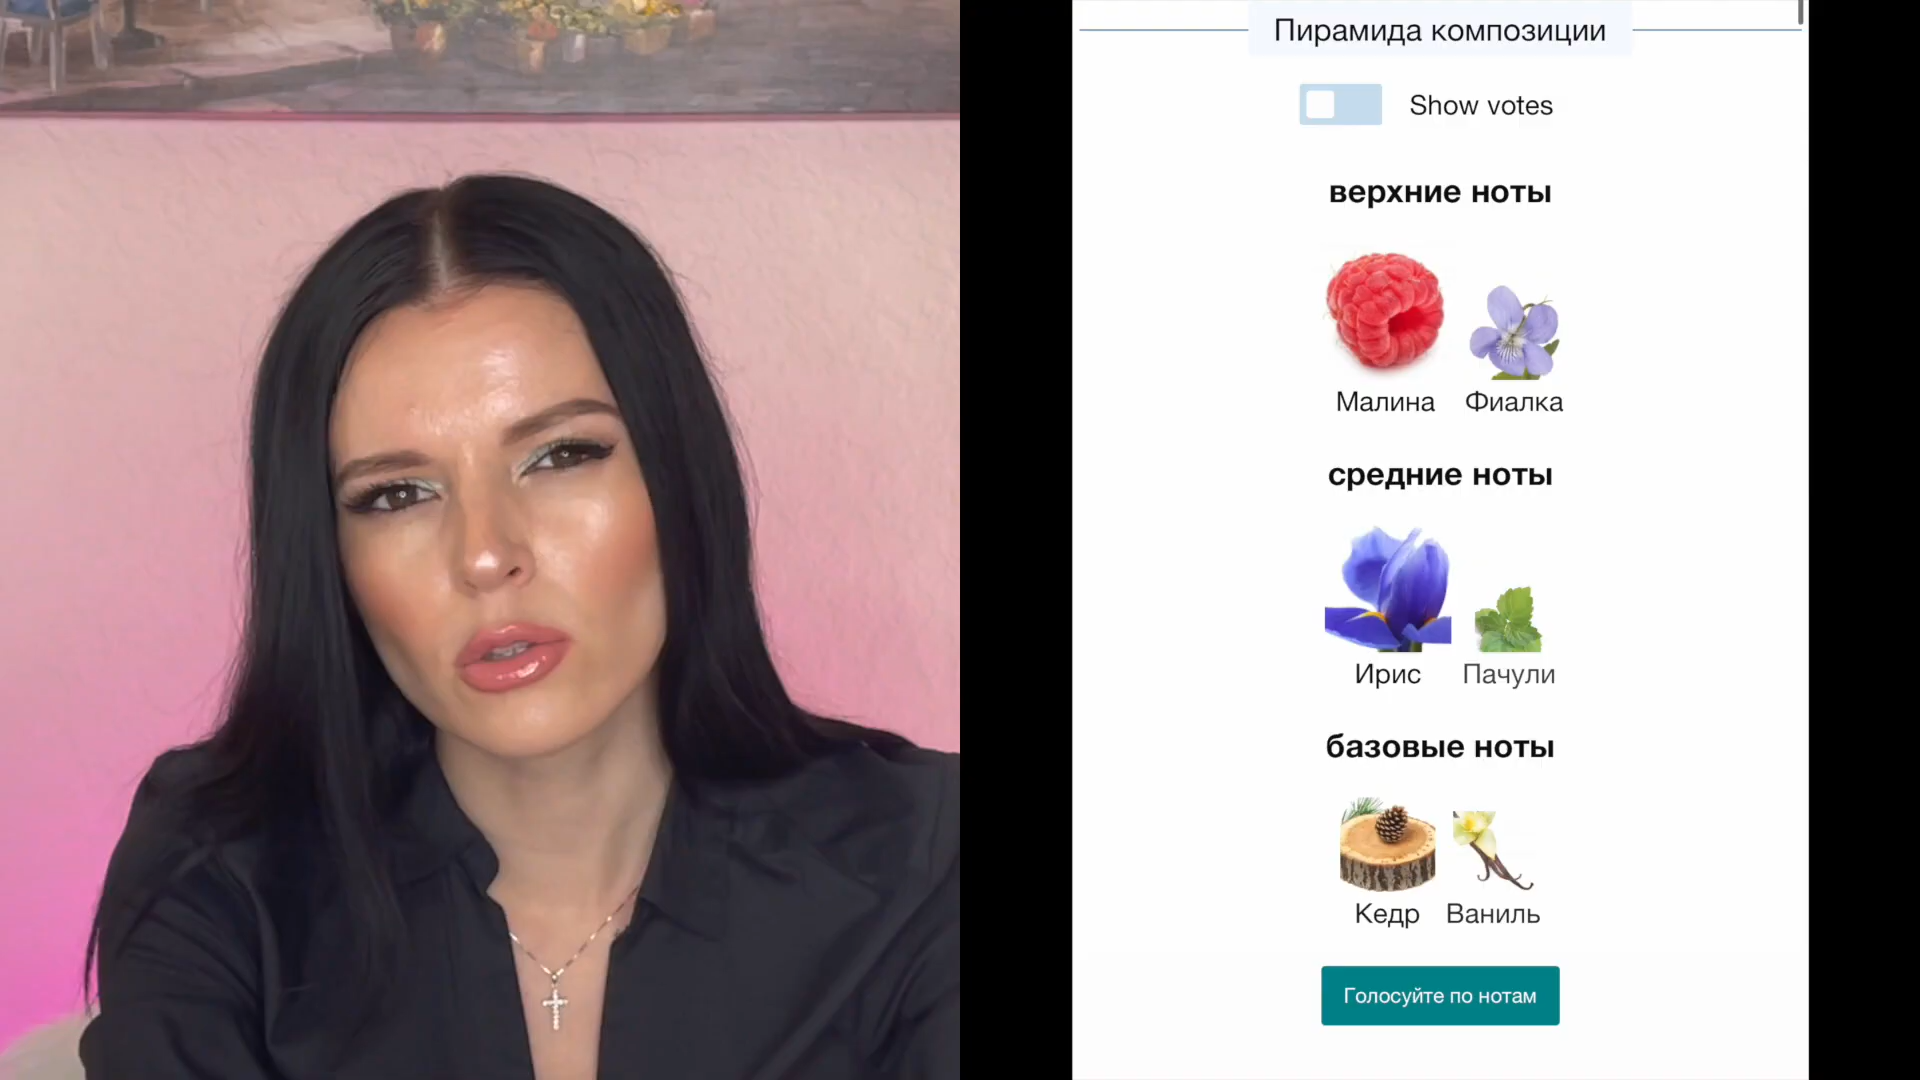 Пирамида композиции
Show votes
верхние ноты
Малина Фиалка
средние ноты
Ирис Пачули
базовые ноты
Кедр Ваниль
Голосуйте по нотам